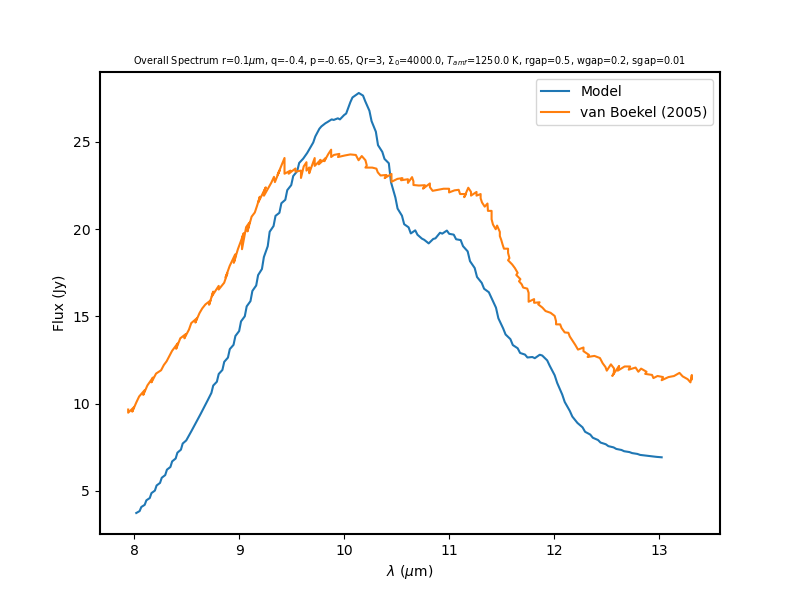 Overall Spectrum r=0.1μm, q=-0.4, p=-0.65, Qr=3, Σ₀=4000.0, T_amf=1250.0 K, rgap=0.5, wgap=0.2, sgap=0.01
Model
van Boekel (2005)
25
20
15
10
5
Flux (Jy)
8 9 10 11 12 13
λ (μm)